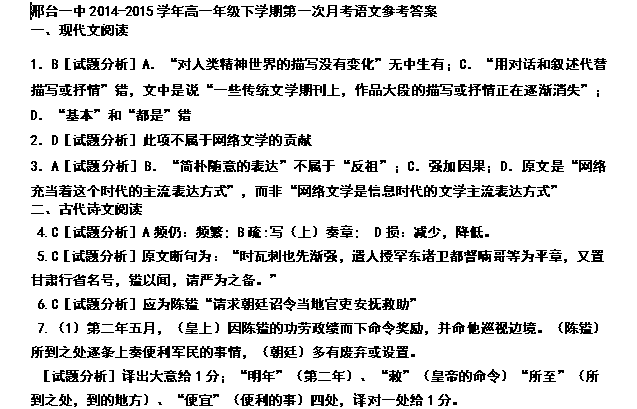 邢台一中2014-2015学年高一年级下学期第一次月考语文参考答案
一、现代文阅读
1．B［试题分析］A．“对人类精神世界的描写没有变化”无中生有；C．“用对话和叙述代替
描写或抒情”错，文中是说“一些传统文学期刊上，作品大段的描写或抒情正在逐渐消失”；
D．“基本”和“都是”错
2．D［试题分析］此项不属于网络文学的贡献
3．A［试题分析］B．“简朴随意的表达”不属于“反祖”；C．强加因果；D．原文是“网络
充当着这个时代的主流表达方式”，而非“网络文学是信息时代的文学主流表达方式”
二、古代诗文阅读
4.C［试题分析］A 频仍：频繁；B 疏:写（上）奏章； D 损：减少，降低。
5.C［试题分析］原文断句为：“时瓦剌也先渐强，遣人授罕东诸卫都督喃哥等为平章，又置
甘肃行省名号，镒以闻，请严为之备。”
6.C［试题分析］应为陈镒“请求朝廷诏令当地官吏安抚救助”
7.（1）第二年五月，（皇上）因陈镒的功劳政绩而下命令奖励，并命他巡视边境。（陈镒）
所到之处逐条上奏便利军民的事情，（朝廷）多有废弃或设置。
［试题分析］译出大意给1分；“明年”（第二年）、“敕”（皇帝的命令）“所至”（所
到之处，到的地方）、“便宜”（便利的事）四处，译对一处给1分。